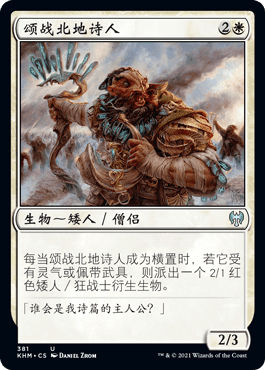 颂战北地诗人 2
生物～矮人／僧侣
每当颂战北地诗人成为横置时，若它受
有灵气或佩带武具，则派出一个 2/1 红
色矮人／狂战士衍生生物。
「谁会是我诗篇的主人公？」
2/3
381 U
KHM • CS DANIEL ZROM
™ & © 2021 Wizards of the Coast